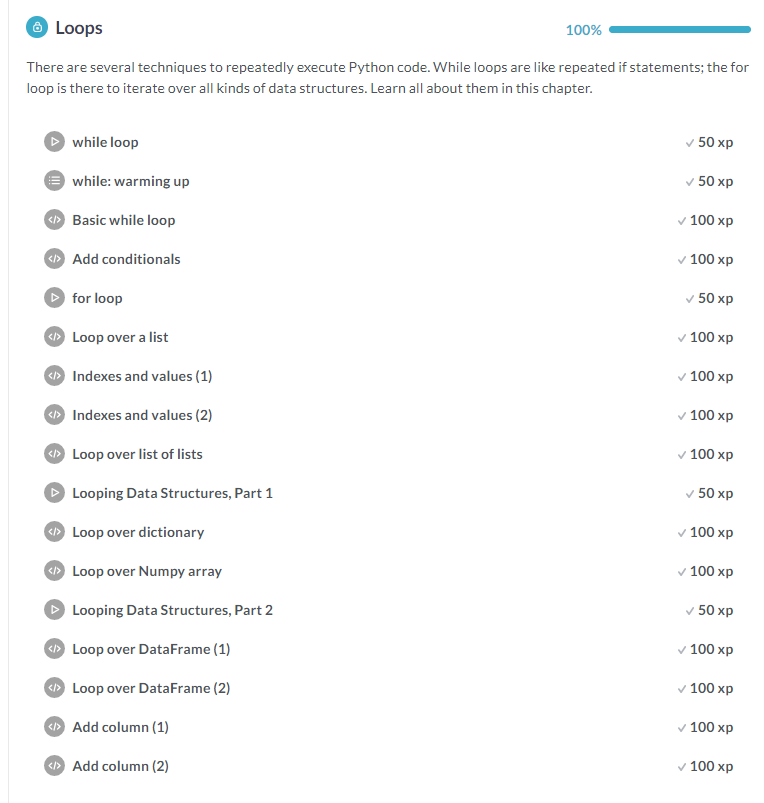 Loops 100%
There are several techniques to repeatedly execute Python code. While loops are like repeated if statements; the for
loop is there to iterate over all kinds of data structures. Learn all about them in this chapter.
while loop 50 xp
while: warming up 50 xp
Basic while loop 100 xp
Add conditionals 100 xp
for loop 50 xp
Loop over a list 100 xp
Indexes and values (1) 100 xp
Indexes and values (2) 100 xp
Loop over list of lists 100 xp
Looping Data Structures, Part 1 50 xp
Loop over dictionary 100 xp
Loop over Numpy array 100 xp
Looping Data Structures, Part 2 50 xp
Loop over DataFrame (1) 100 xp
Loop over DataFrame (2) 100 xp
Add column (1) 100 xp
Add column (2) 100 xp